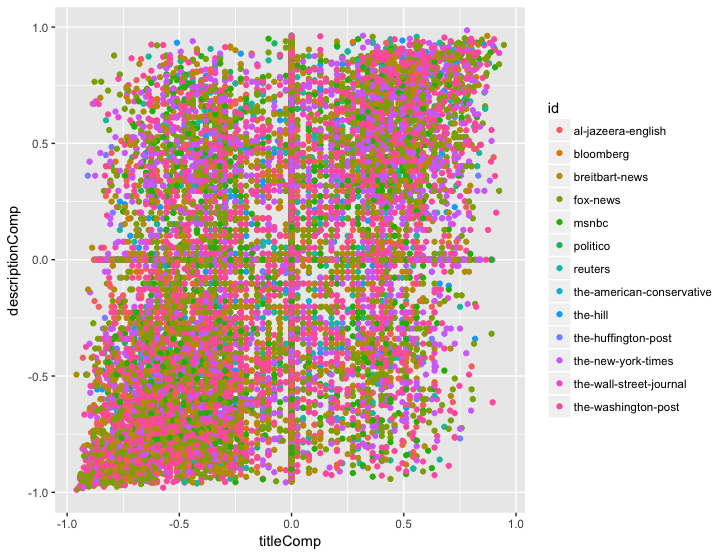 1.0
0.5
0.0
-0.5
-1.0
descriptionComp
-1.0 -0.5 0.0 0.5 1.0
titleComp
id
al-jazeera-english
bloomberg
breitbart-news
fox-news
msnbc
politico
reuters
the-american-conservative
the-hill
the-huffington-post
the-new-york-times
the-wall-street-journal
the-washington-post